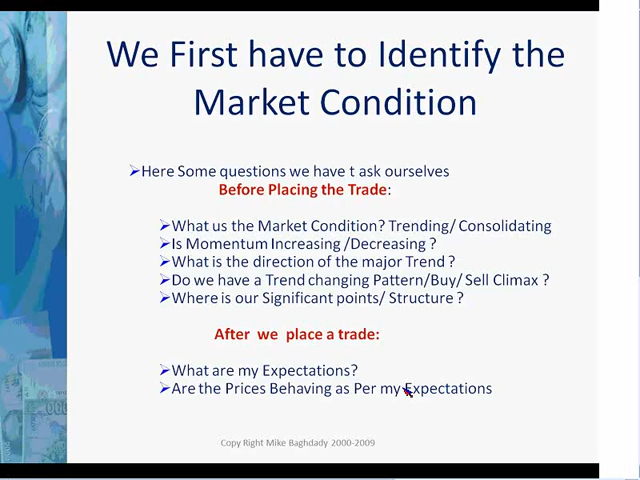 We First have to Identify the
Market Condition
Here Some questions we have t ask ourselves
Before Placing the Trade:
What us the Market Condition? Trending/ Consolidating
Is Momentum Increasing /Decreasing ?
What is the direction of the major Trend ?
Do we have a Trend changing Pattern/Buy/ Sell Climax ?
Where is our Significant points/ Structure ?
After we place a trade:
What are my Expectations?
Are the Prices Behaving as Per my Expectations
Copy Right Mike Baghdady 2000-2009